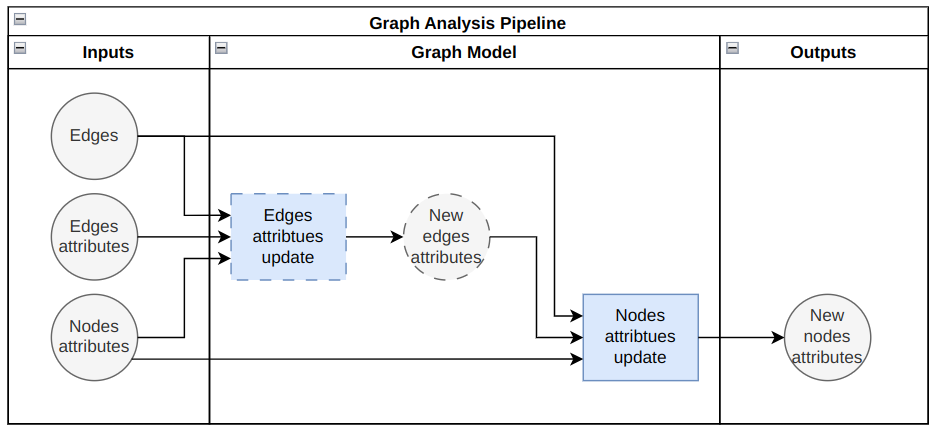 Graph Analysis Pipeline
Inputs
Graph Model
Outputs
Edges
Edges
attributes
Nodes
attributes
Edges
attribtues
update
New
edges
attributes
Nodes
attribtues
update
New
nodes
attributes